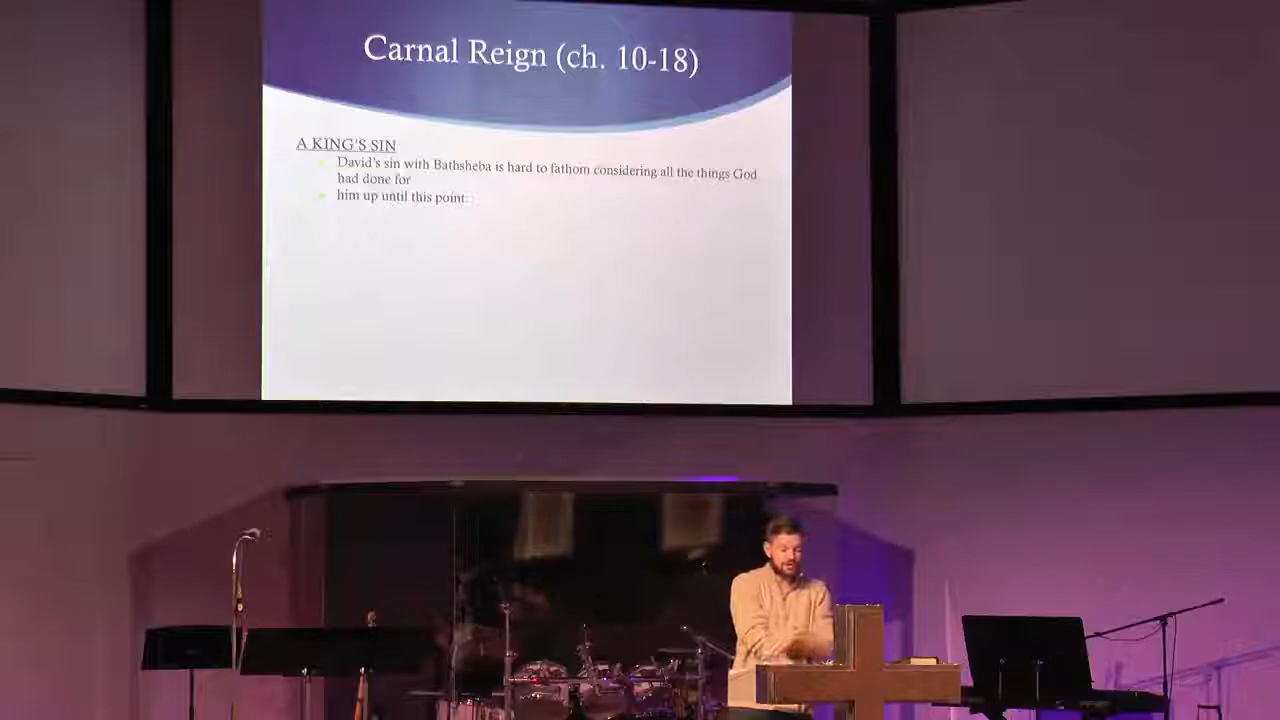 Carnal Reign (ch. 10-18)
A KING'S SIN
David's sin with Bathsheba is hard to fathom considering all the things God
had done for
him up until this point: